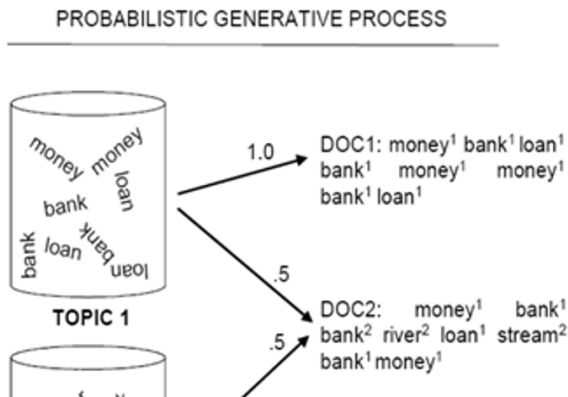 PROBABILISTIC GENERATIVE PROCESS
money money
loan
bank
bank
loan
bank
loan
TOPIC 1
1.0
.5
.5
DOC1: money¹ bank¹ loan¹
bank¹ money¹ money¹
bank¹ loan¹
DOC2: money¹ bank¹
bank² river² loan¹ stream²
bank¹ money¹